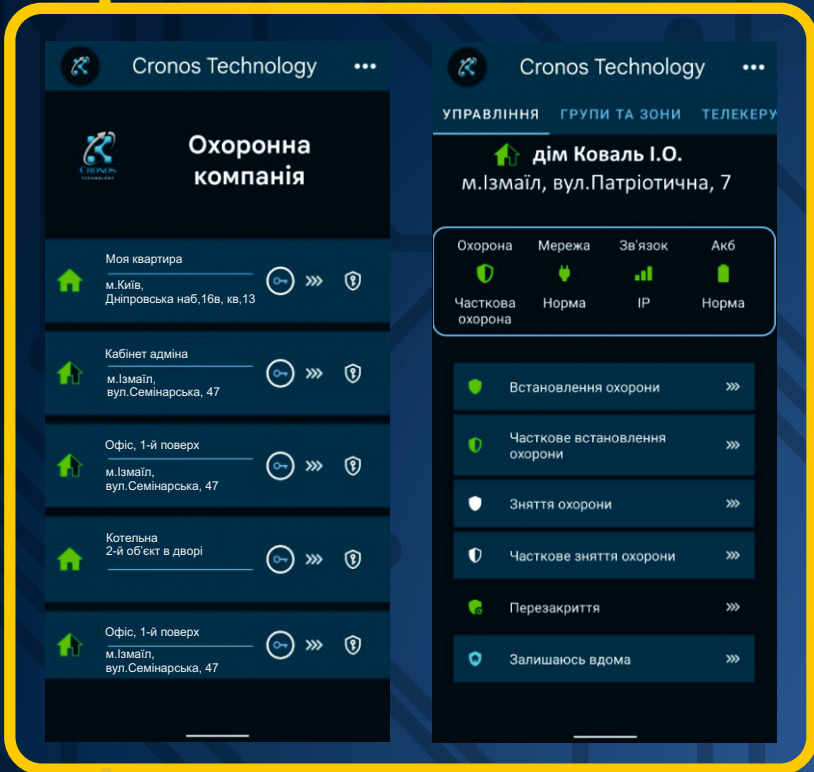 Cronos Technology
CRONOS
TECHNOLOGY
Охоронна
компанія
Моя квартира
м.Київ,
Дніпровська наб,16в, кв,13
Кабінет адміна
м.Ізмаїл,
вул.Семінарська, 47
Офіс, 1-й поверх
м.Ізмаїл,
вул.Семінарська, 47
Котельна
2-й об'єкт в дворі
Офіс, 1-й поверх
м.Ізмаїл,
вул.Семінарська, 47
Cronos Technology
УПРАВЛІННЯ ГРУПИ ТА ЗОНИ ТЕЛЕКЕРУ
дім Коваль І.О.
м.Ізмаїл, вул.Патріотична, 7
Охорона Мережа Зв'язок Акб
Часткова Норма IP Норма
охорона
Встановлення охорони
Часткове встановлення
охорони
Зняття охорони
Часткове зняття охорони
Перезакриття
Залишаюсь вдома